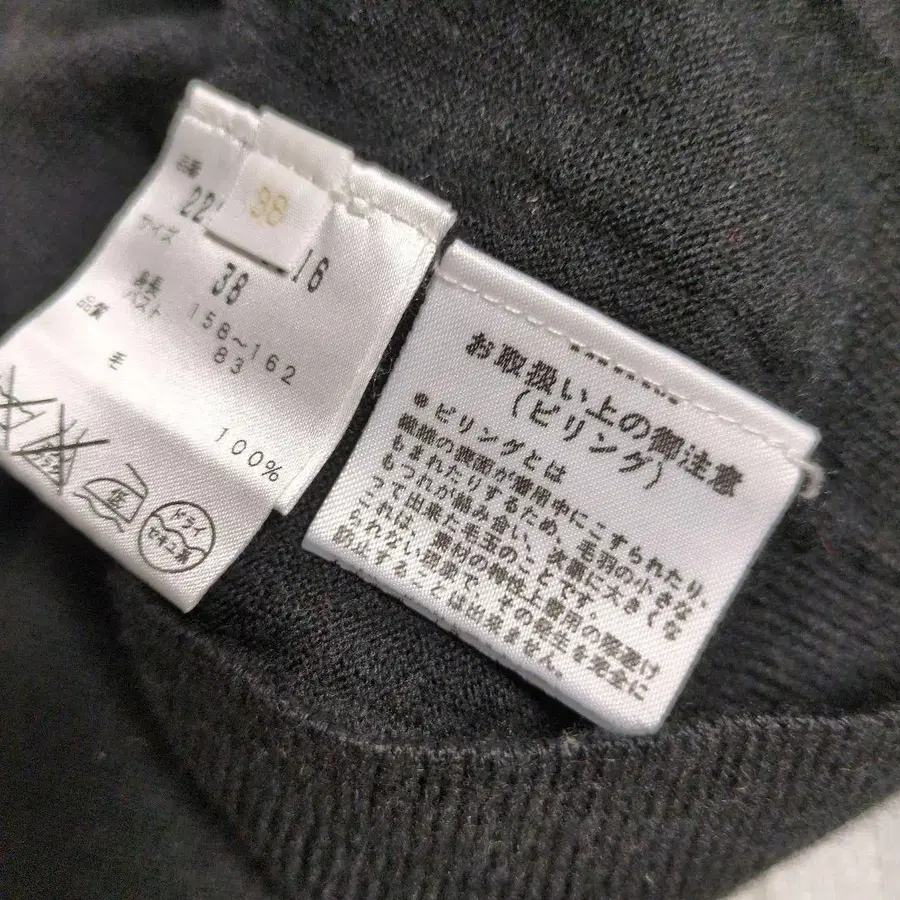 品番
22
16
38
サイズ
38
身長 158~162
バスト 83
品質
毛 100%
中
ドライ
セキユ系
お取扱い上の御注意
(ピリング)
●ピリングとは
繊維の表面が着用中にこすられたり、
もまれたりするため、毛羽の小さな
もつれが絡み合い、次第に大きくな
って出来た毛玉のことです。
これは、素材の特性上着用の際避け
られない現象で、その発生を完全に
防止することは出来ません。